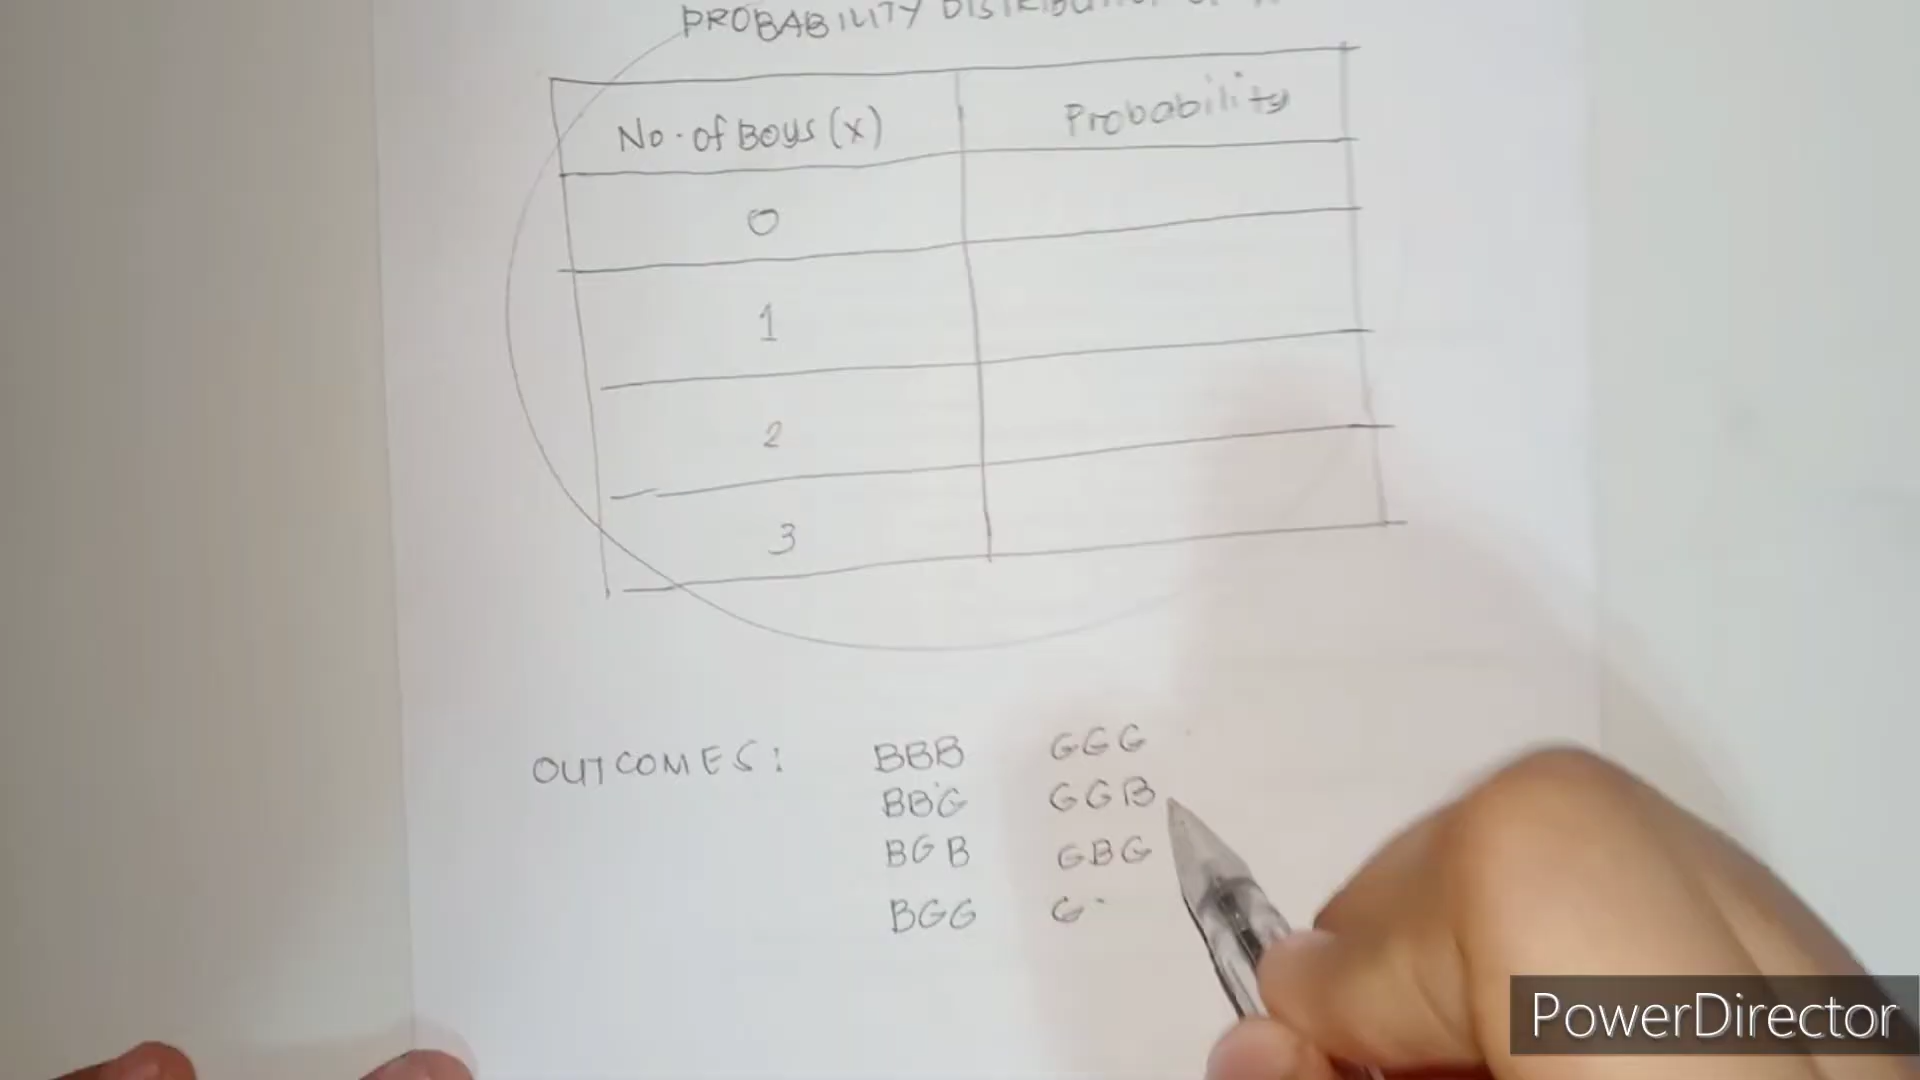 PROBABILITY
No. of Boys (x) Probability
0
1
2
3
OUTCOMES: BBB GGG
BBG GGB
BGB GBG
BGG G
PowerDirector